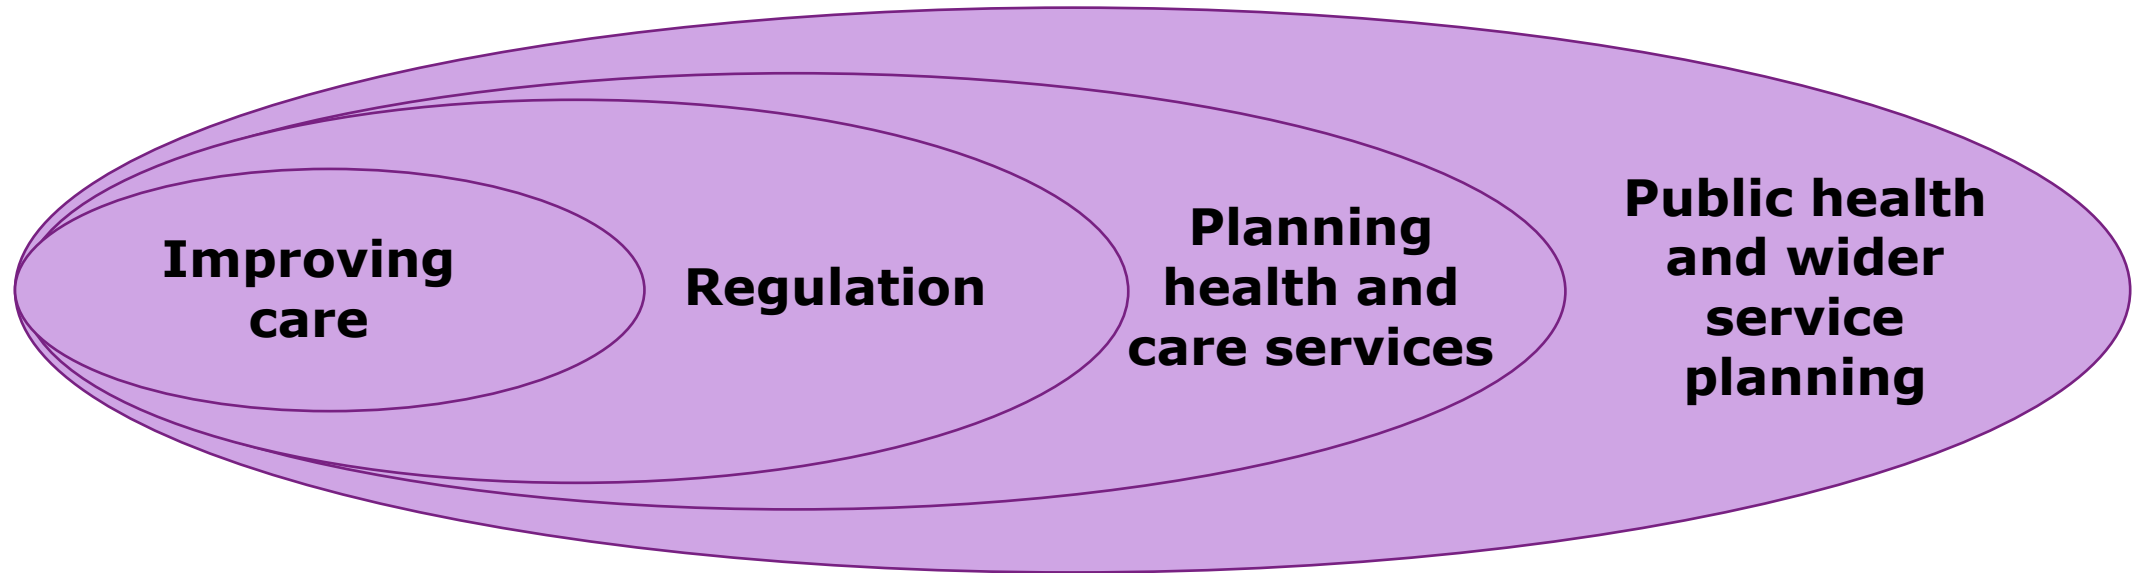 Improving
care
Regulation
Planning
health and
care services
Public health
and wider
service
planning